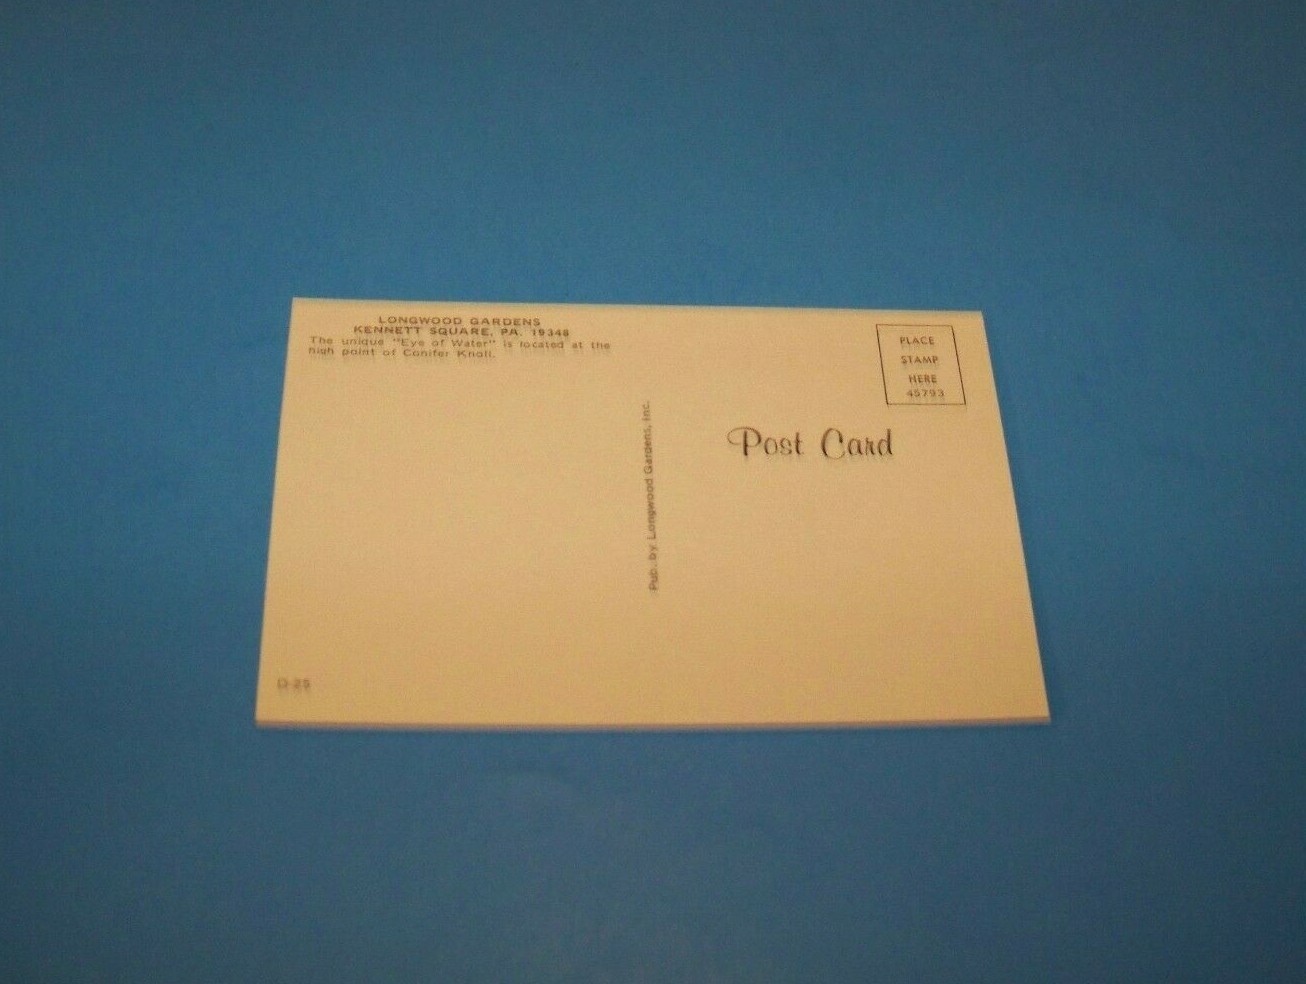 LONGWOOD GARDENS
KENNETT SQUARE, PA. 19348
The unique "Eye of Water" is located at the
high point of Conifer Knoll.
PLACE
STAMP
HERE
45793
Post Card
Pub. by Longwood Gardens, Inc.
D-25